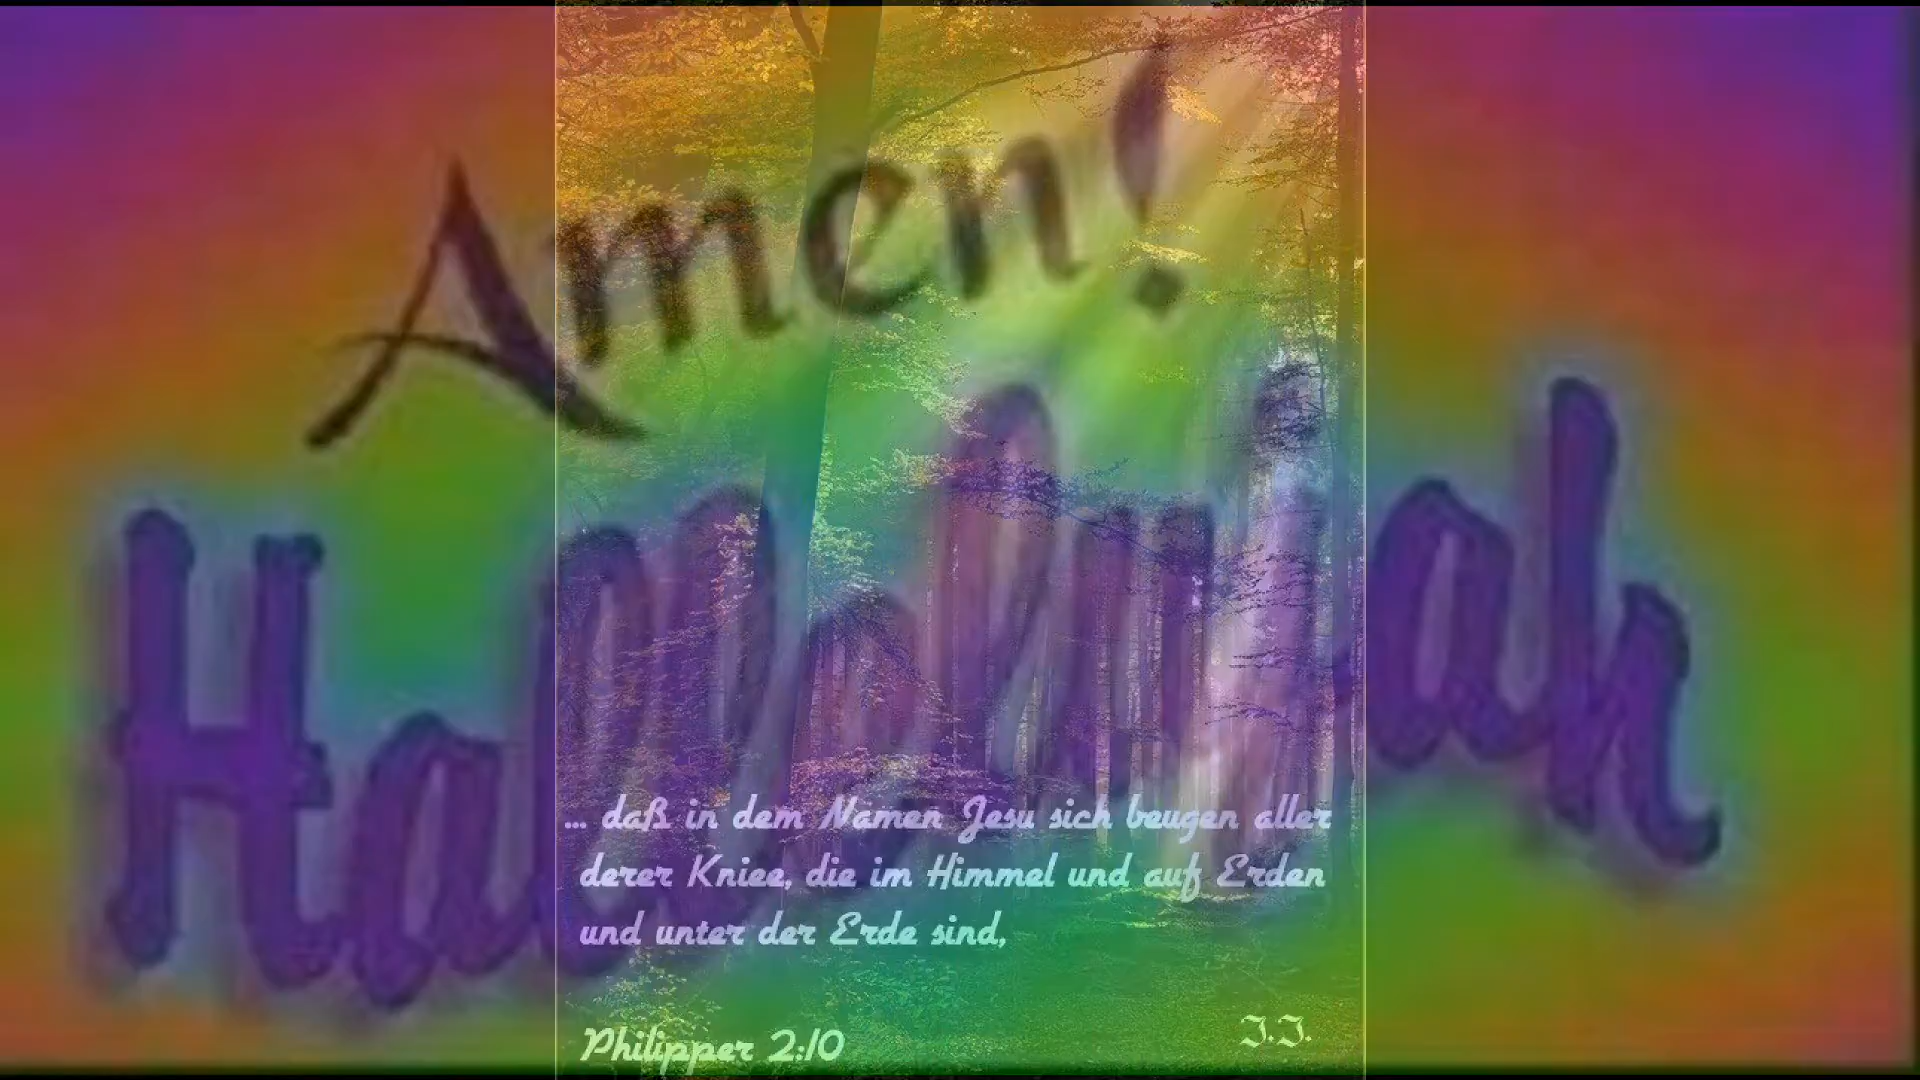 Amen!
Halleluiah
... daß in dem Namen Jesu sich beugen aller
derer Kniee, die im Himmel und auf Erden
und unter der Erde sind,
Philipper 2:10
J.J.